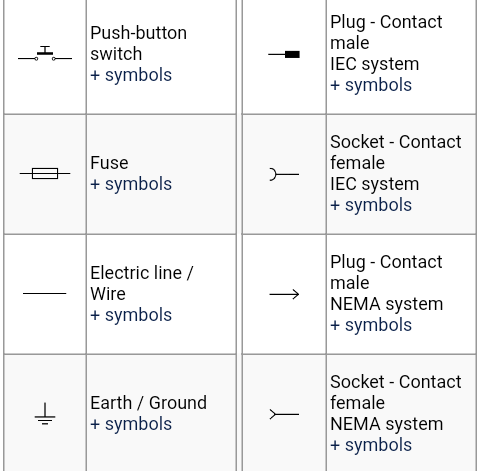 Push-button
switch
+ symbols
Plug - Contact
male
IEC system
+ symbols
Fuse
+ symbols
Socket - Contact
female
IEC system
+ symbols
Electric line /
Wire
+ symbols
Plug - Contact
male
NEMA system
+ symbols
Earth / Ground
+ symbols
Socket - Contact
female
NEMA system
+ symbols